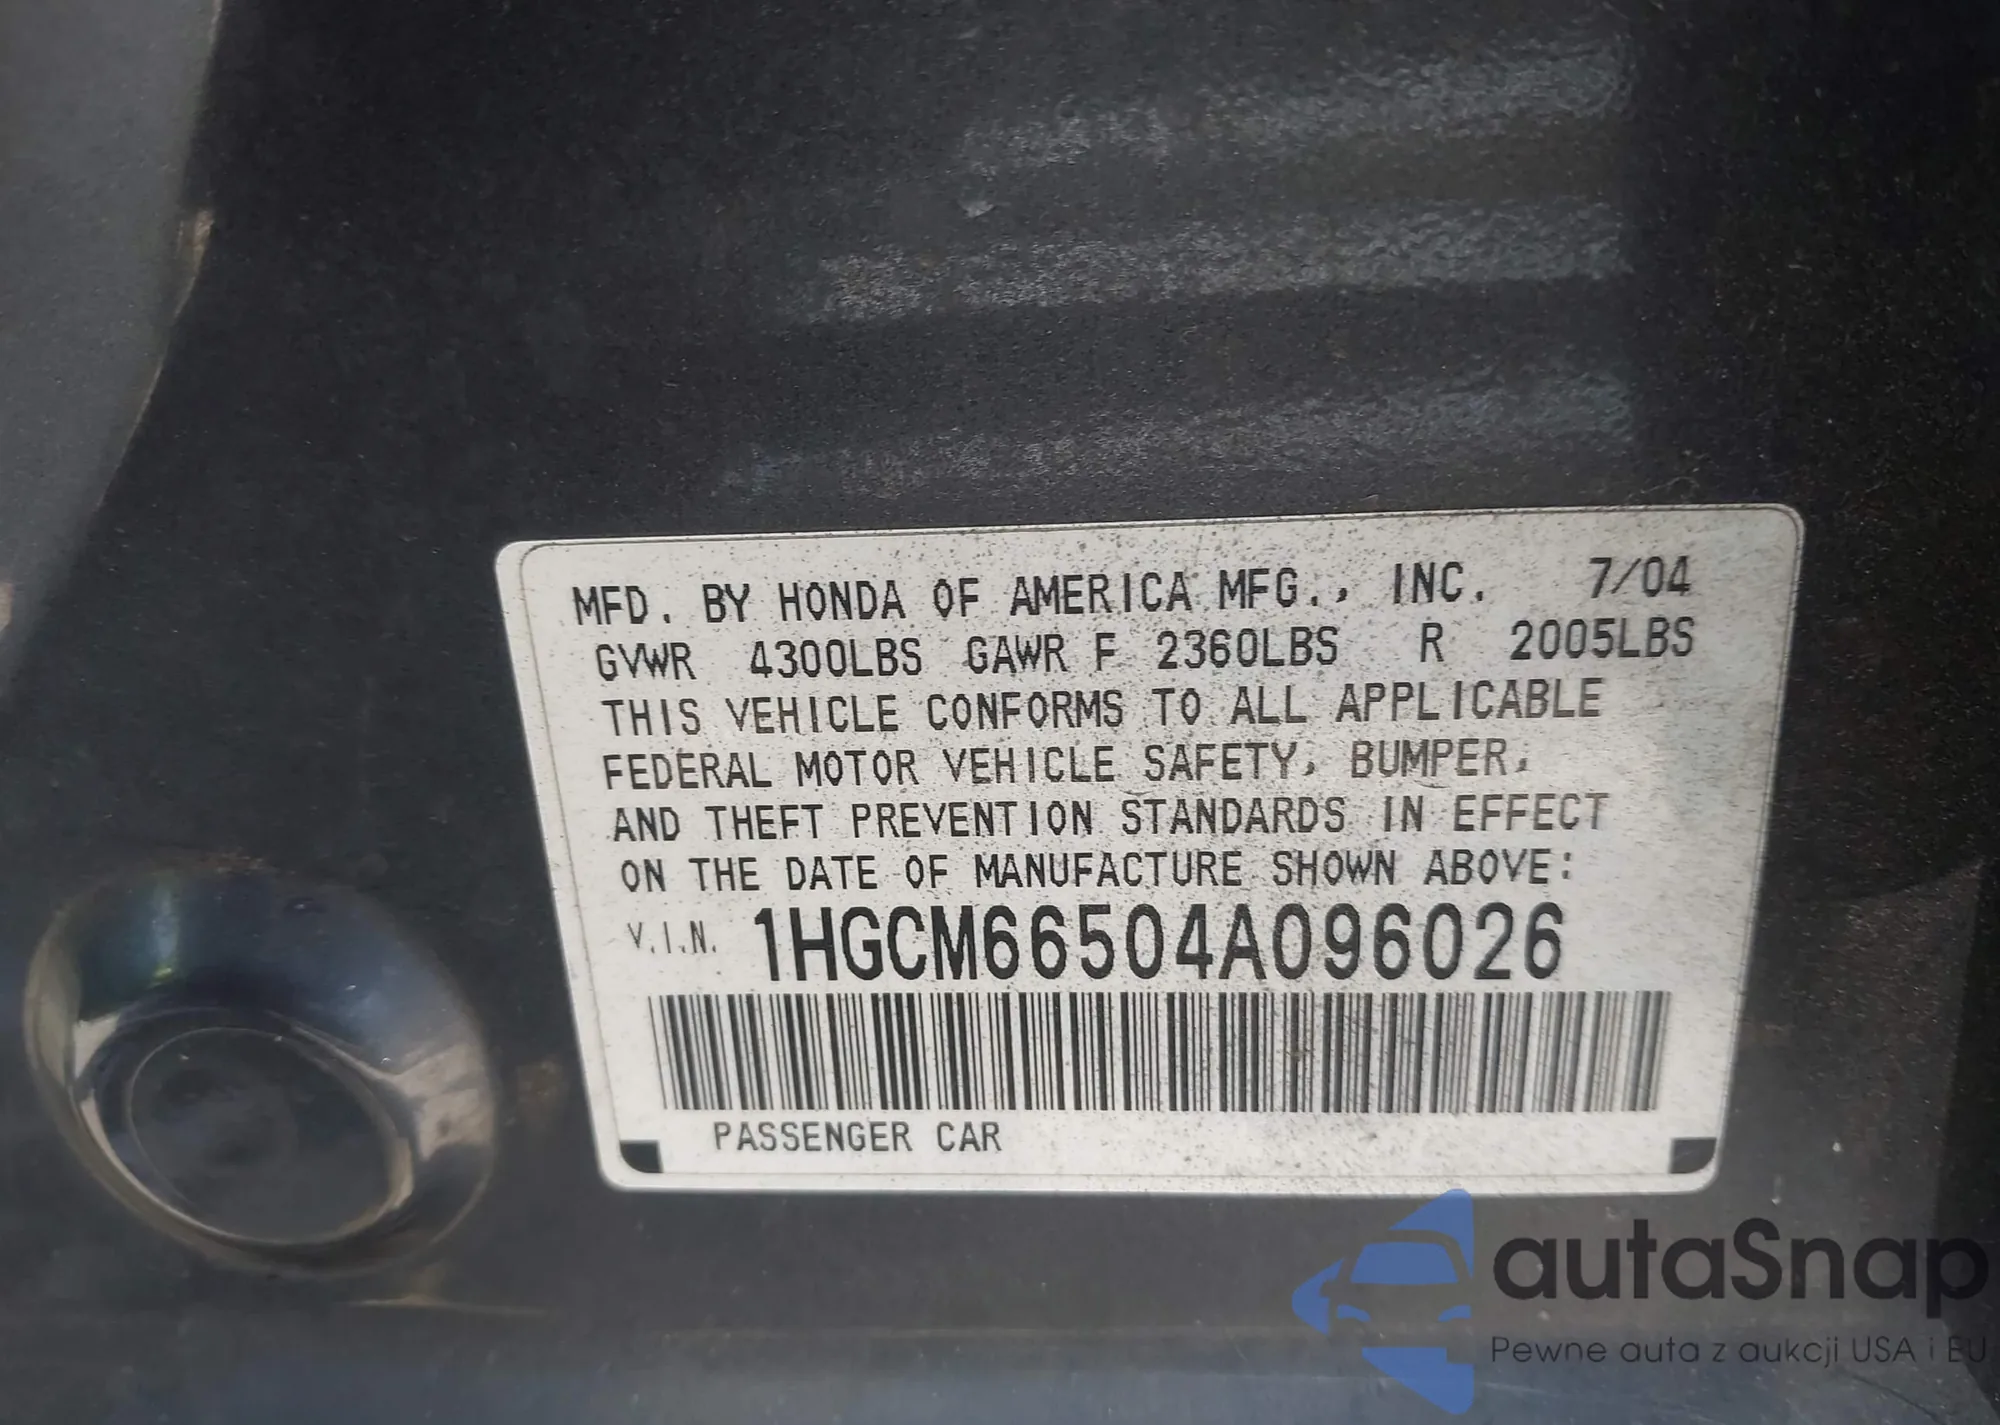 MFD. BY HONDA OF AMERICA MFG., INC. 7/04
GVWR 4300LBS GAWR F 2360LBS R 2005LBS
THIS VEHICLE CONFORMS TO ALL APPLICABLE
FEDERAL MOTOR VEHICLE SAFETY, BUMPER,
AND THEFT PREVENTION STANDARDS IN EFFECT
ON THE DATE OF MANUFACTURE SHOWN ABOVE:
V.I.N. 1HGCM66504A096026
PASSENGER CAR
autaSnap
Pewne auta z aukcji USA i EU